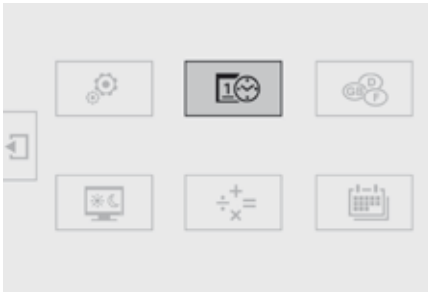 1
GB D F
÷ + × =